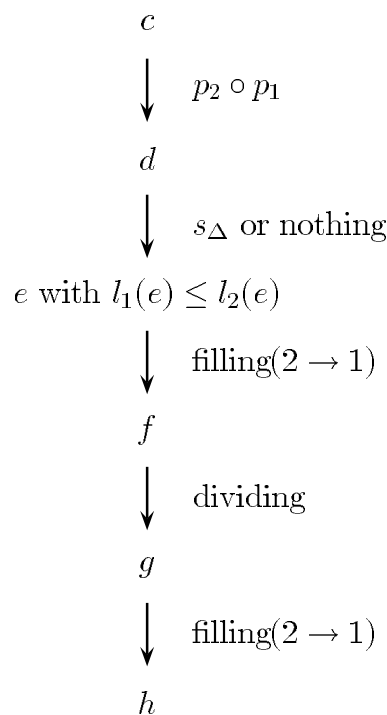 c
p₂ ∘ p₁
d
s_Δ or nothing
e with l₁(e) ≤ l₂(e)
filling(2 → 1)
f
dividing
g
filling(2 → 1)
h